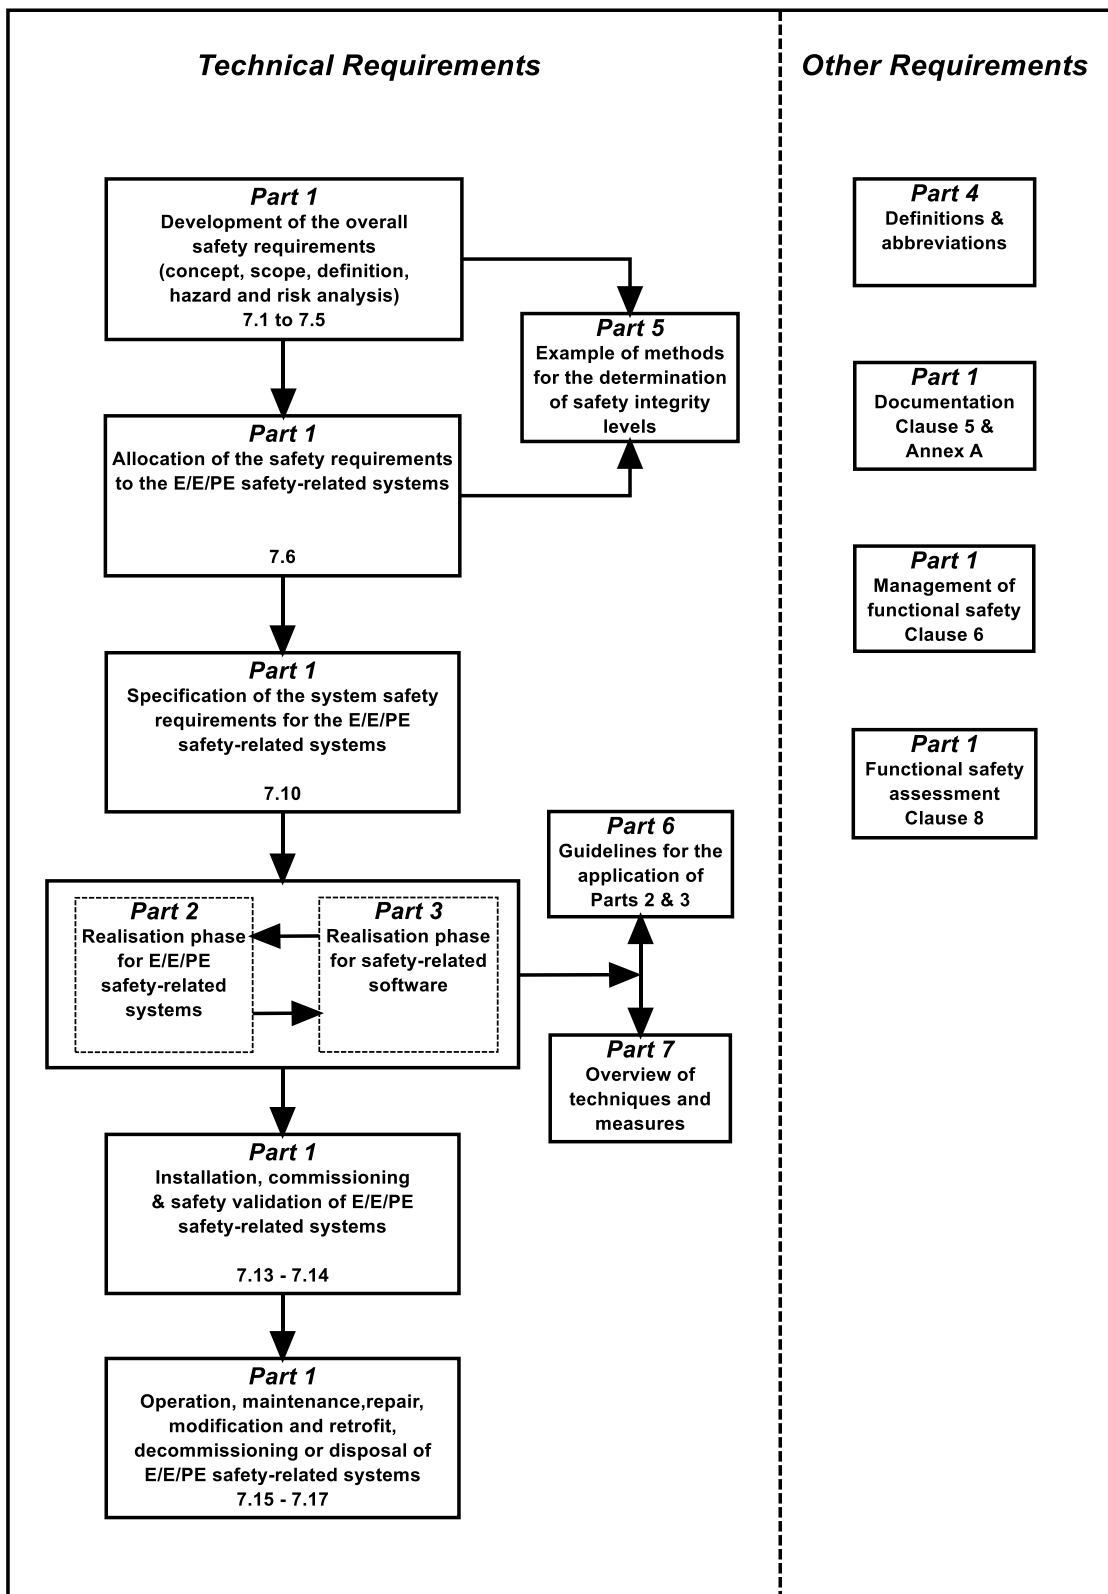 Technical Requirements
Other Requirements
Part 1
Development of the overall
safety requirements
(concept, scope, definition,
hazard and risk analysis)
7.1 to 7.5
Part 5
Example of methods
for the determination
of safety integrity
levels
Part 1
Allocation of the safety requirements
to the E/E/PE safety-related systems
7.6
Part 1
Specification of the system safety
requirements for the E/E/PE
safety-related systems
7.10
Part 6
Guidelines for the
application of
Parts 2 & 3
Part 2
Realisation phase
for E/E/PE
safety-related
systems
Part 3
Realisation phase
for safety-related
software
Part 7
Overview of
techniques and
measures
Part 1
Installation, commissioning
& safety validation of E/E/PE
safety-related systems
7.13 - 7.14
Part 1
Operation, maintenance,repair,
modification and retrofit,
decommissioning or disposal of
E/E/PE safety-related systems
7.15 - 7.17
Part 4
Definitions &
abbreviations
Part 1
Documentation
Clause 5 &
Annex A
Part 1
Management of
functional safety
Clause 6
Part 1
Functional safety
assessment
Clause 8